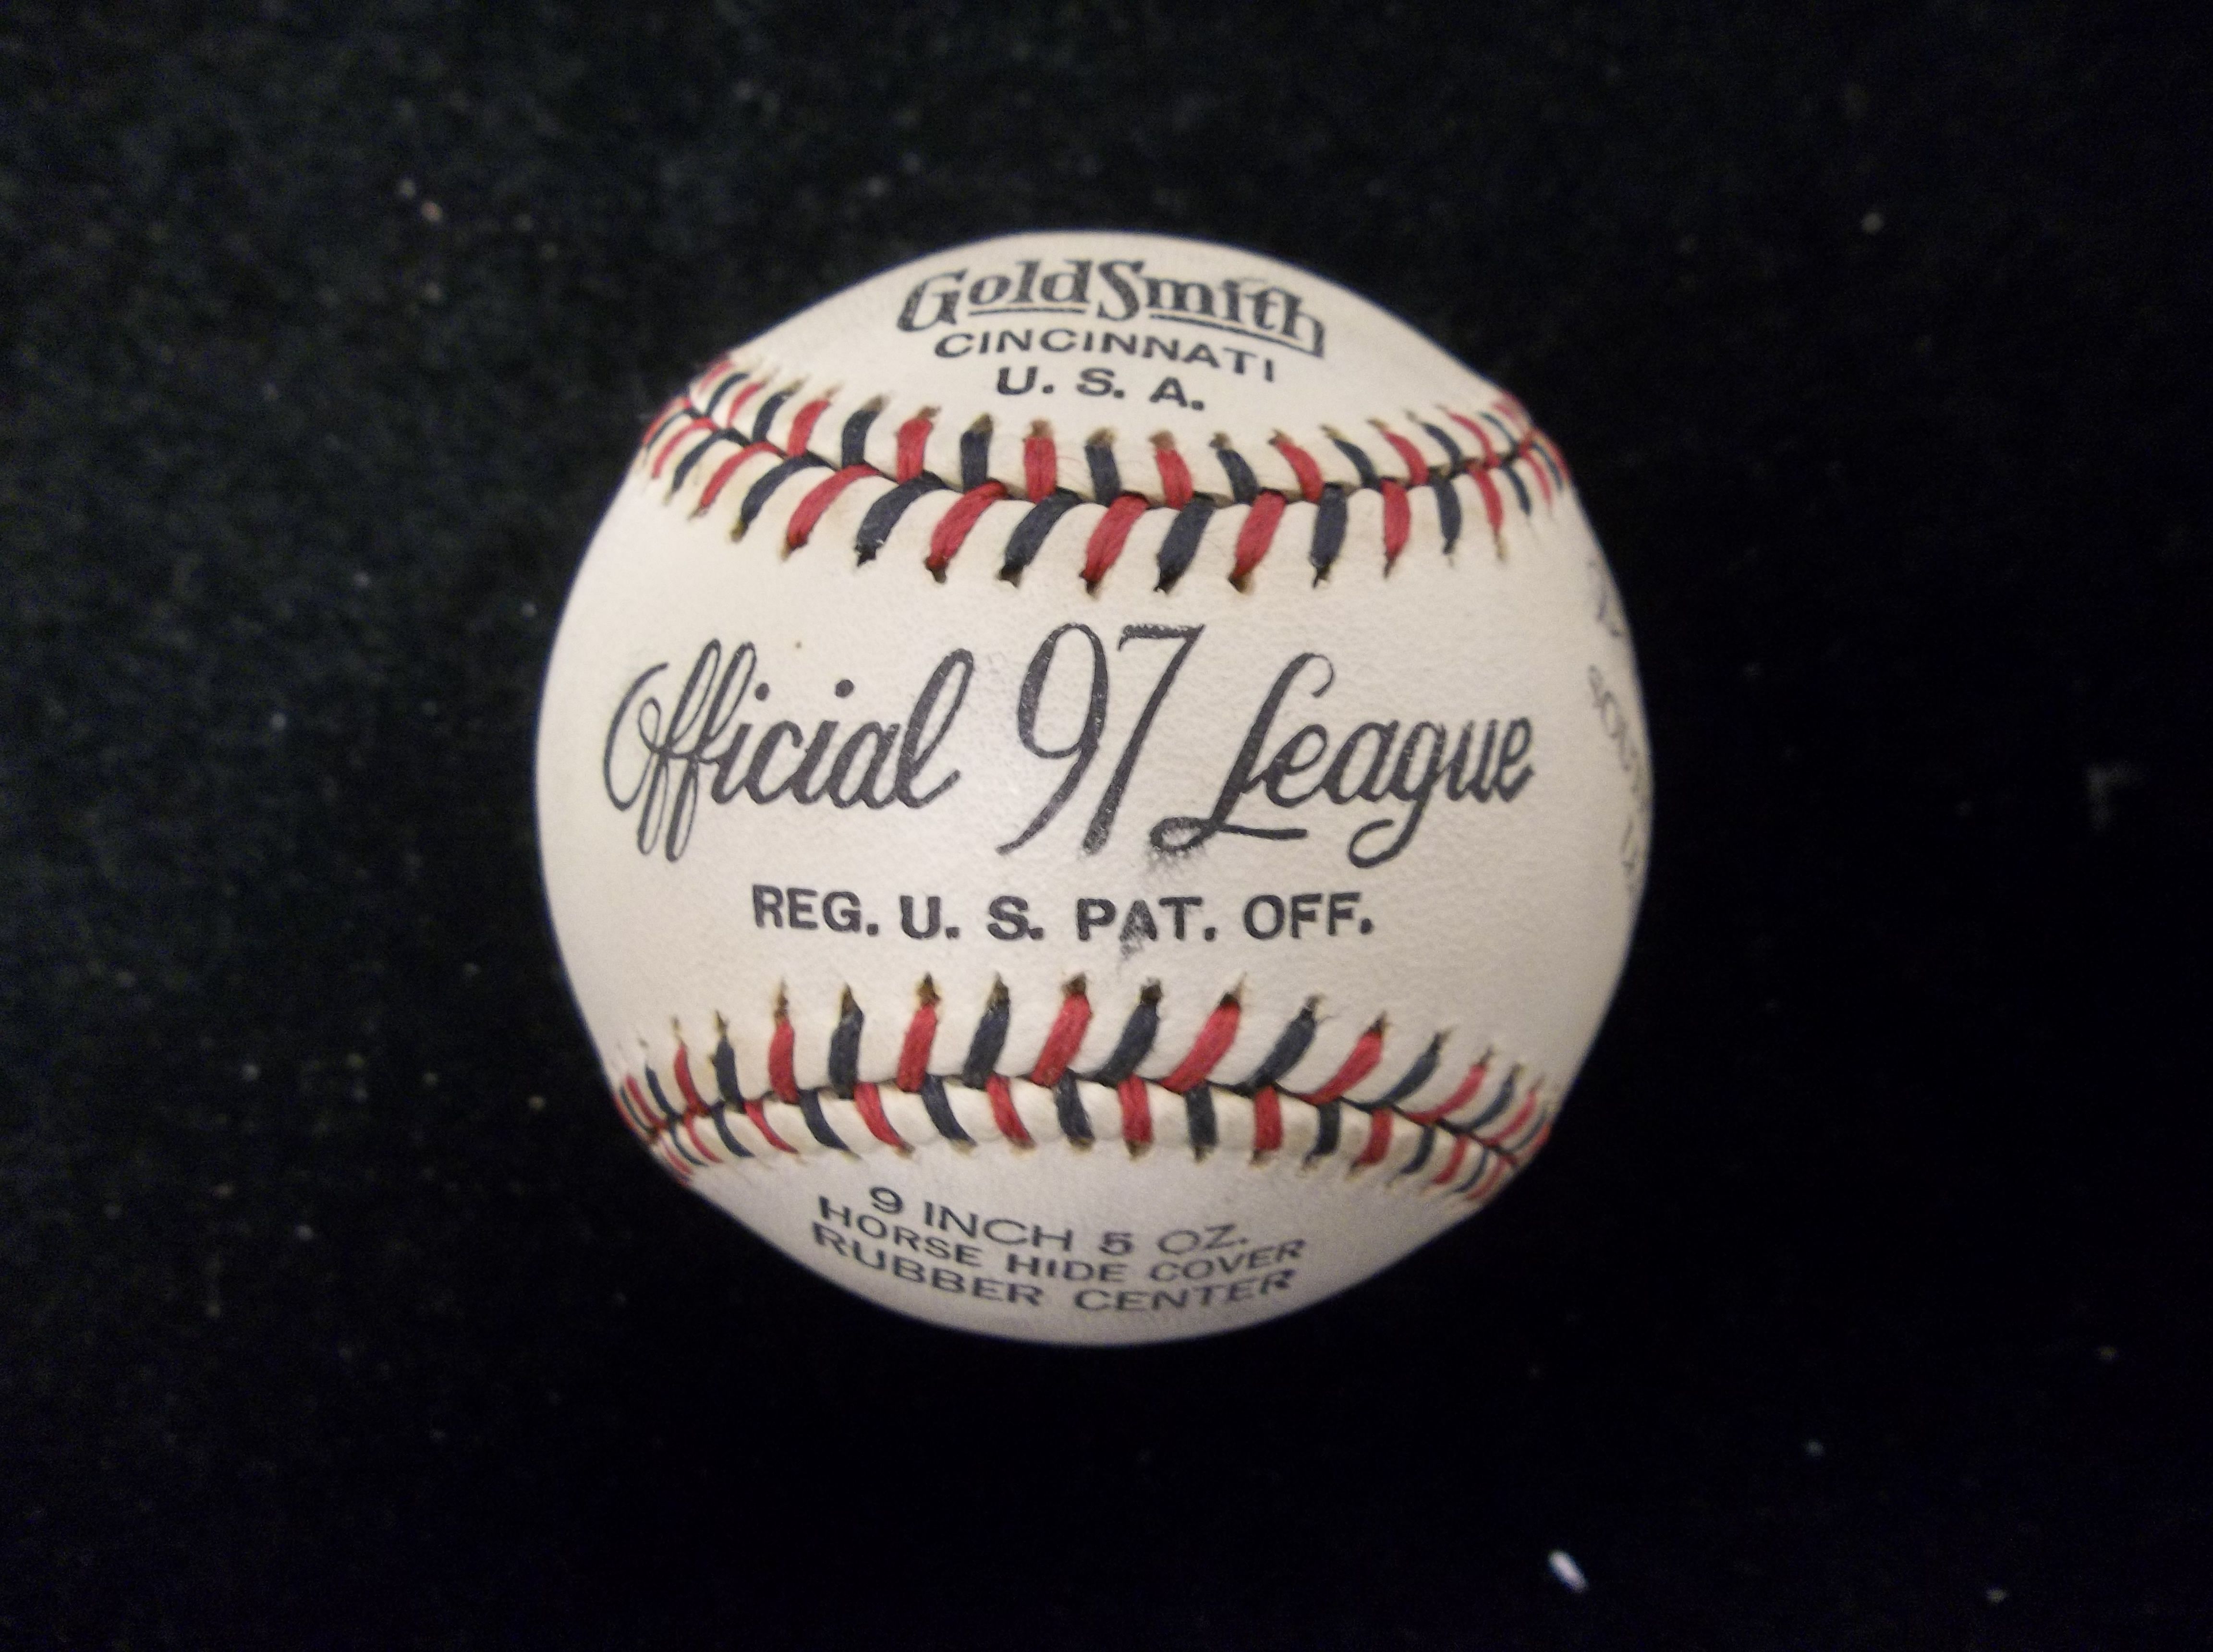 GoldSmith
CINCINNATI
U. S. A.
Official 97 League
REG. U. S. PAT. OFF.
9 INCH 5 OZ.
HORSE HIDE COVER
RUBBER CENTER